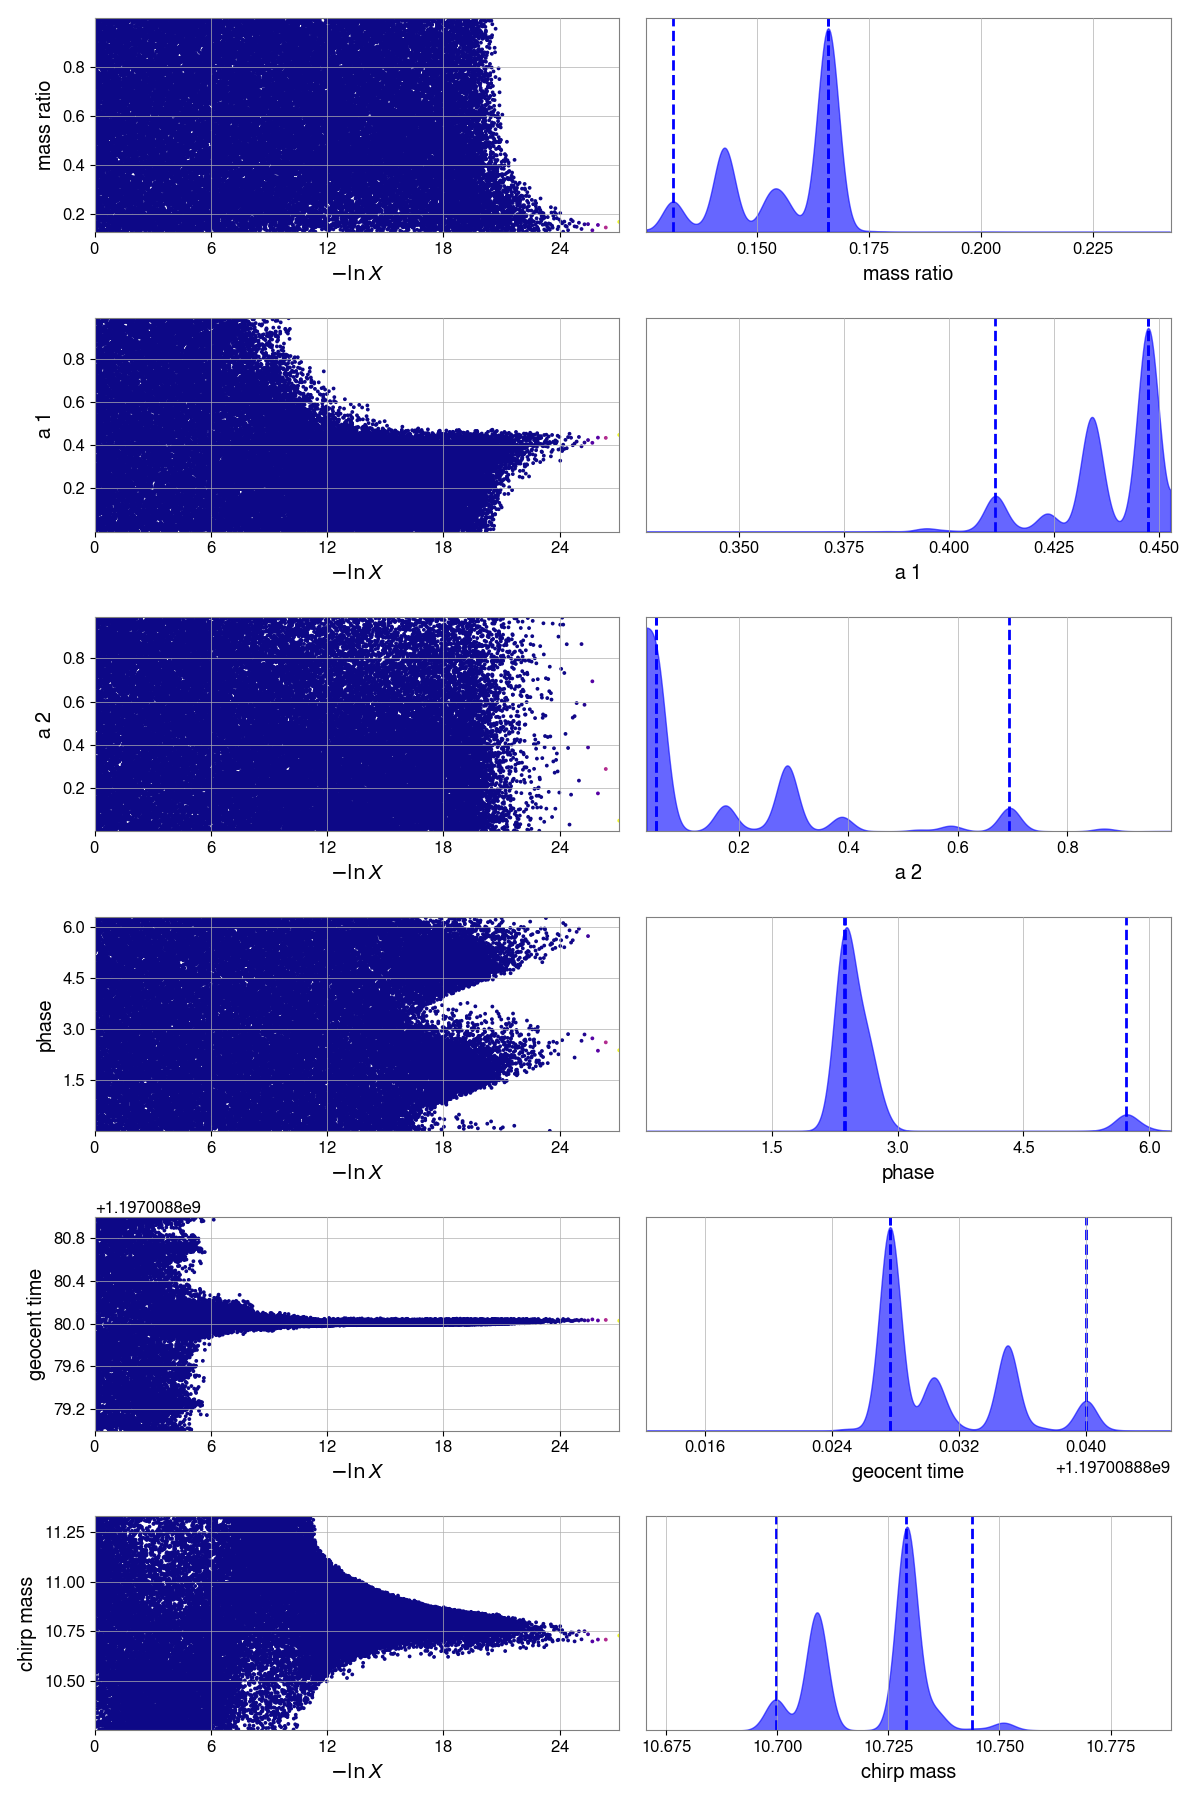 mass ratio
0.8
0.6
0.4
0.2
0 6 12 18 24
−ln X
0.150 0.175 0.200 0.225
mass ratio
a 1
0.8
0.6
0.4
0.2
0 6 12 18 24
−ln X
0.350 0.375 0.400 0.425 0.450
a 1
a 2
0.8
0.6
0.4
0.2
0 6 12 18 24
−ln X
0.2 0.4 0.6 0.8
a 2
phase
6.0
4.5
3.0
1.5
0 6 12 18 24
−ln X
1.5 3.0 4.5 6.0
phase
+1.1970088e9
geocent time
80.8
80.4
80.0
79.6
79.2
0 6 12 18 24
−ln X
0.016 0.024 0.032 0.040
+1.19700888e9
geocent time
chirp mass
11.25
11.00
10.75
10.50
0 6 12 18 24
−ln X
10.675 10.700 10.725 10.750 10.775
chirp mass